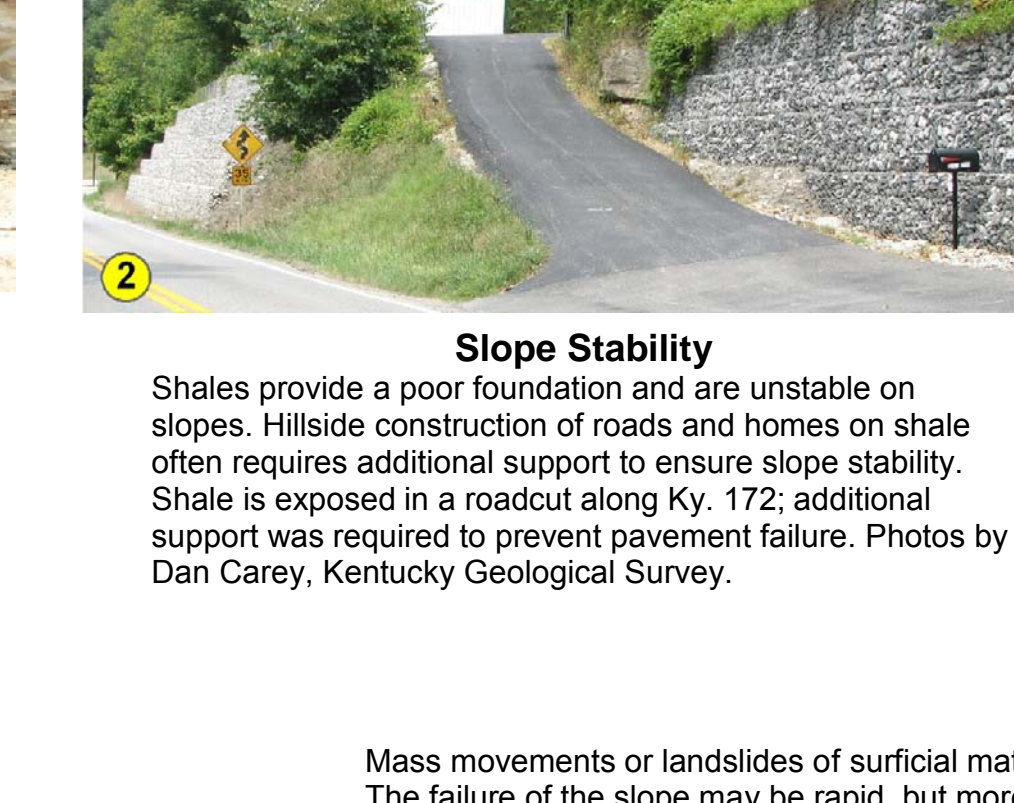 35
2
Slope Stability
Shales provide a poor foundation and are unstable on
slopes. Hillside construction of roads and homes on shale
often requires additional support to ensure slope stability.
Shale is exposed in a roadcut along Ky. 172; additional
support was required to prevent pavement failure. Photos by
Dan Carey, Kentucky Geological Survey.
Mass movements or landslides of surficial mat
The failure of the slope may be rapid, but more